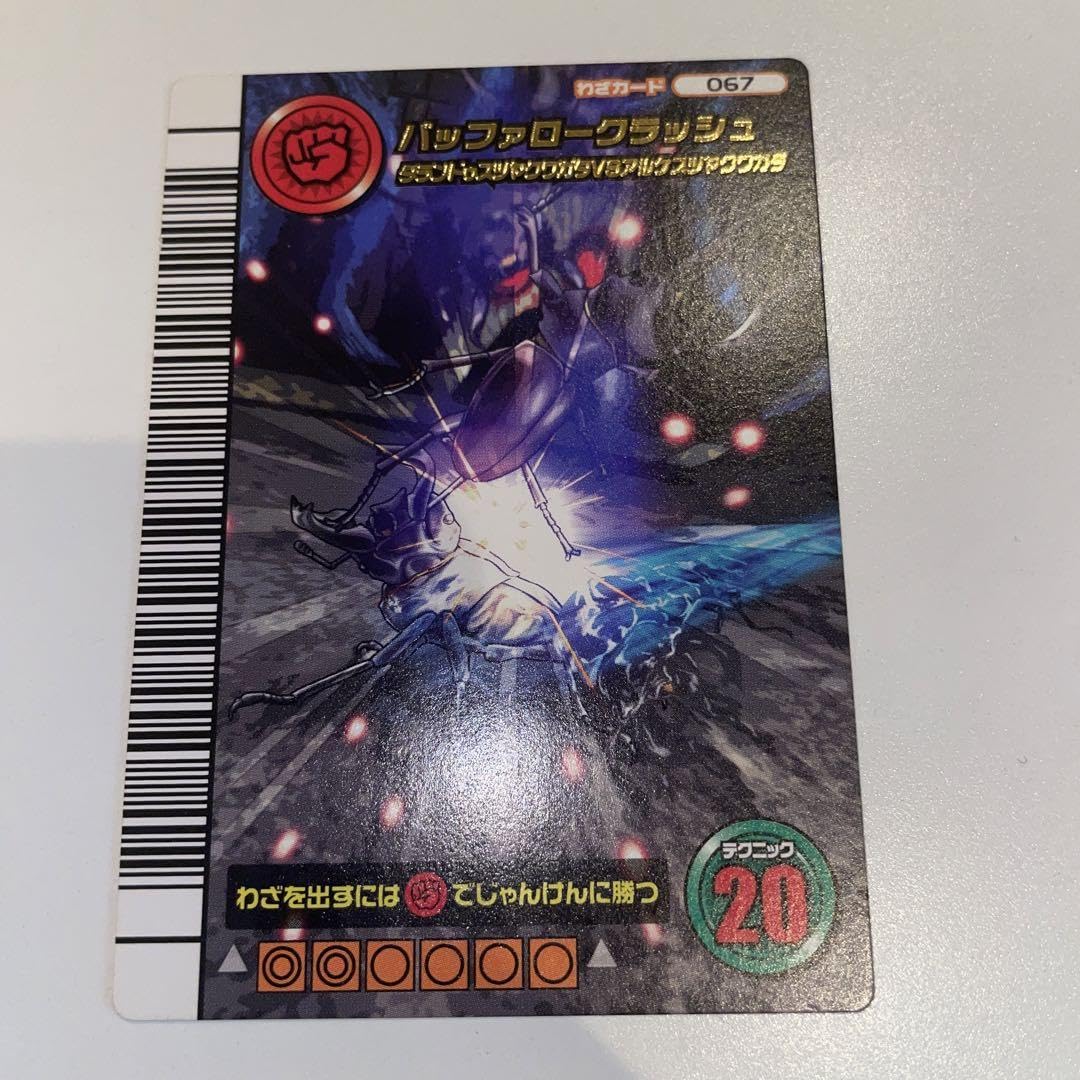 わざカード 067
バッファロークラッシュ
タランドゥスツヤクワガタVSアルケスツヤクワガタ
わざを出すには でじゃんけんに勝つ
テクニック
20